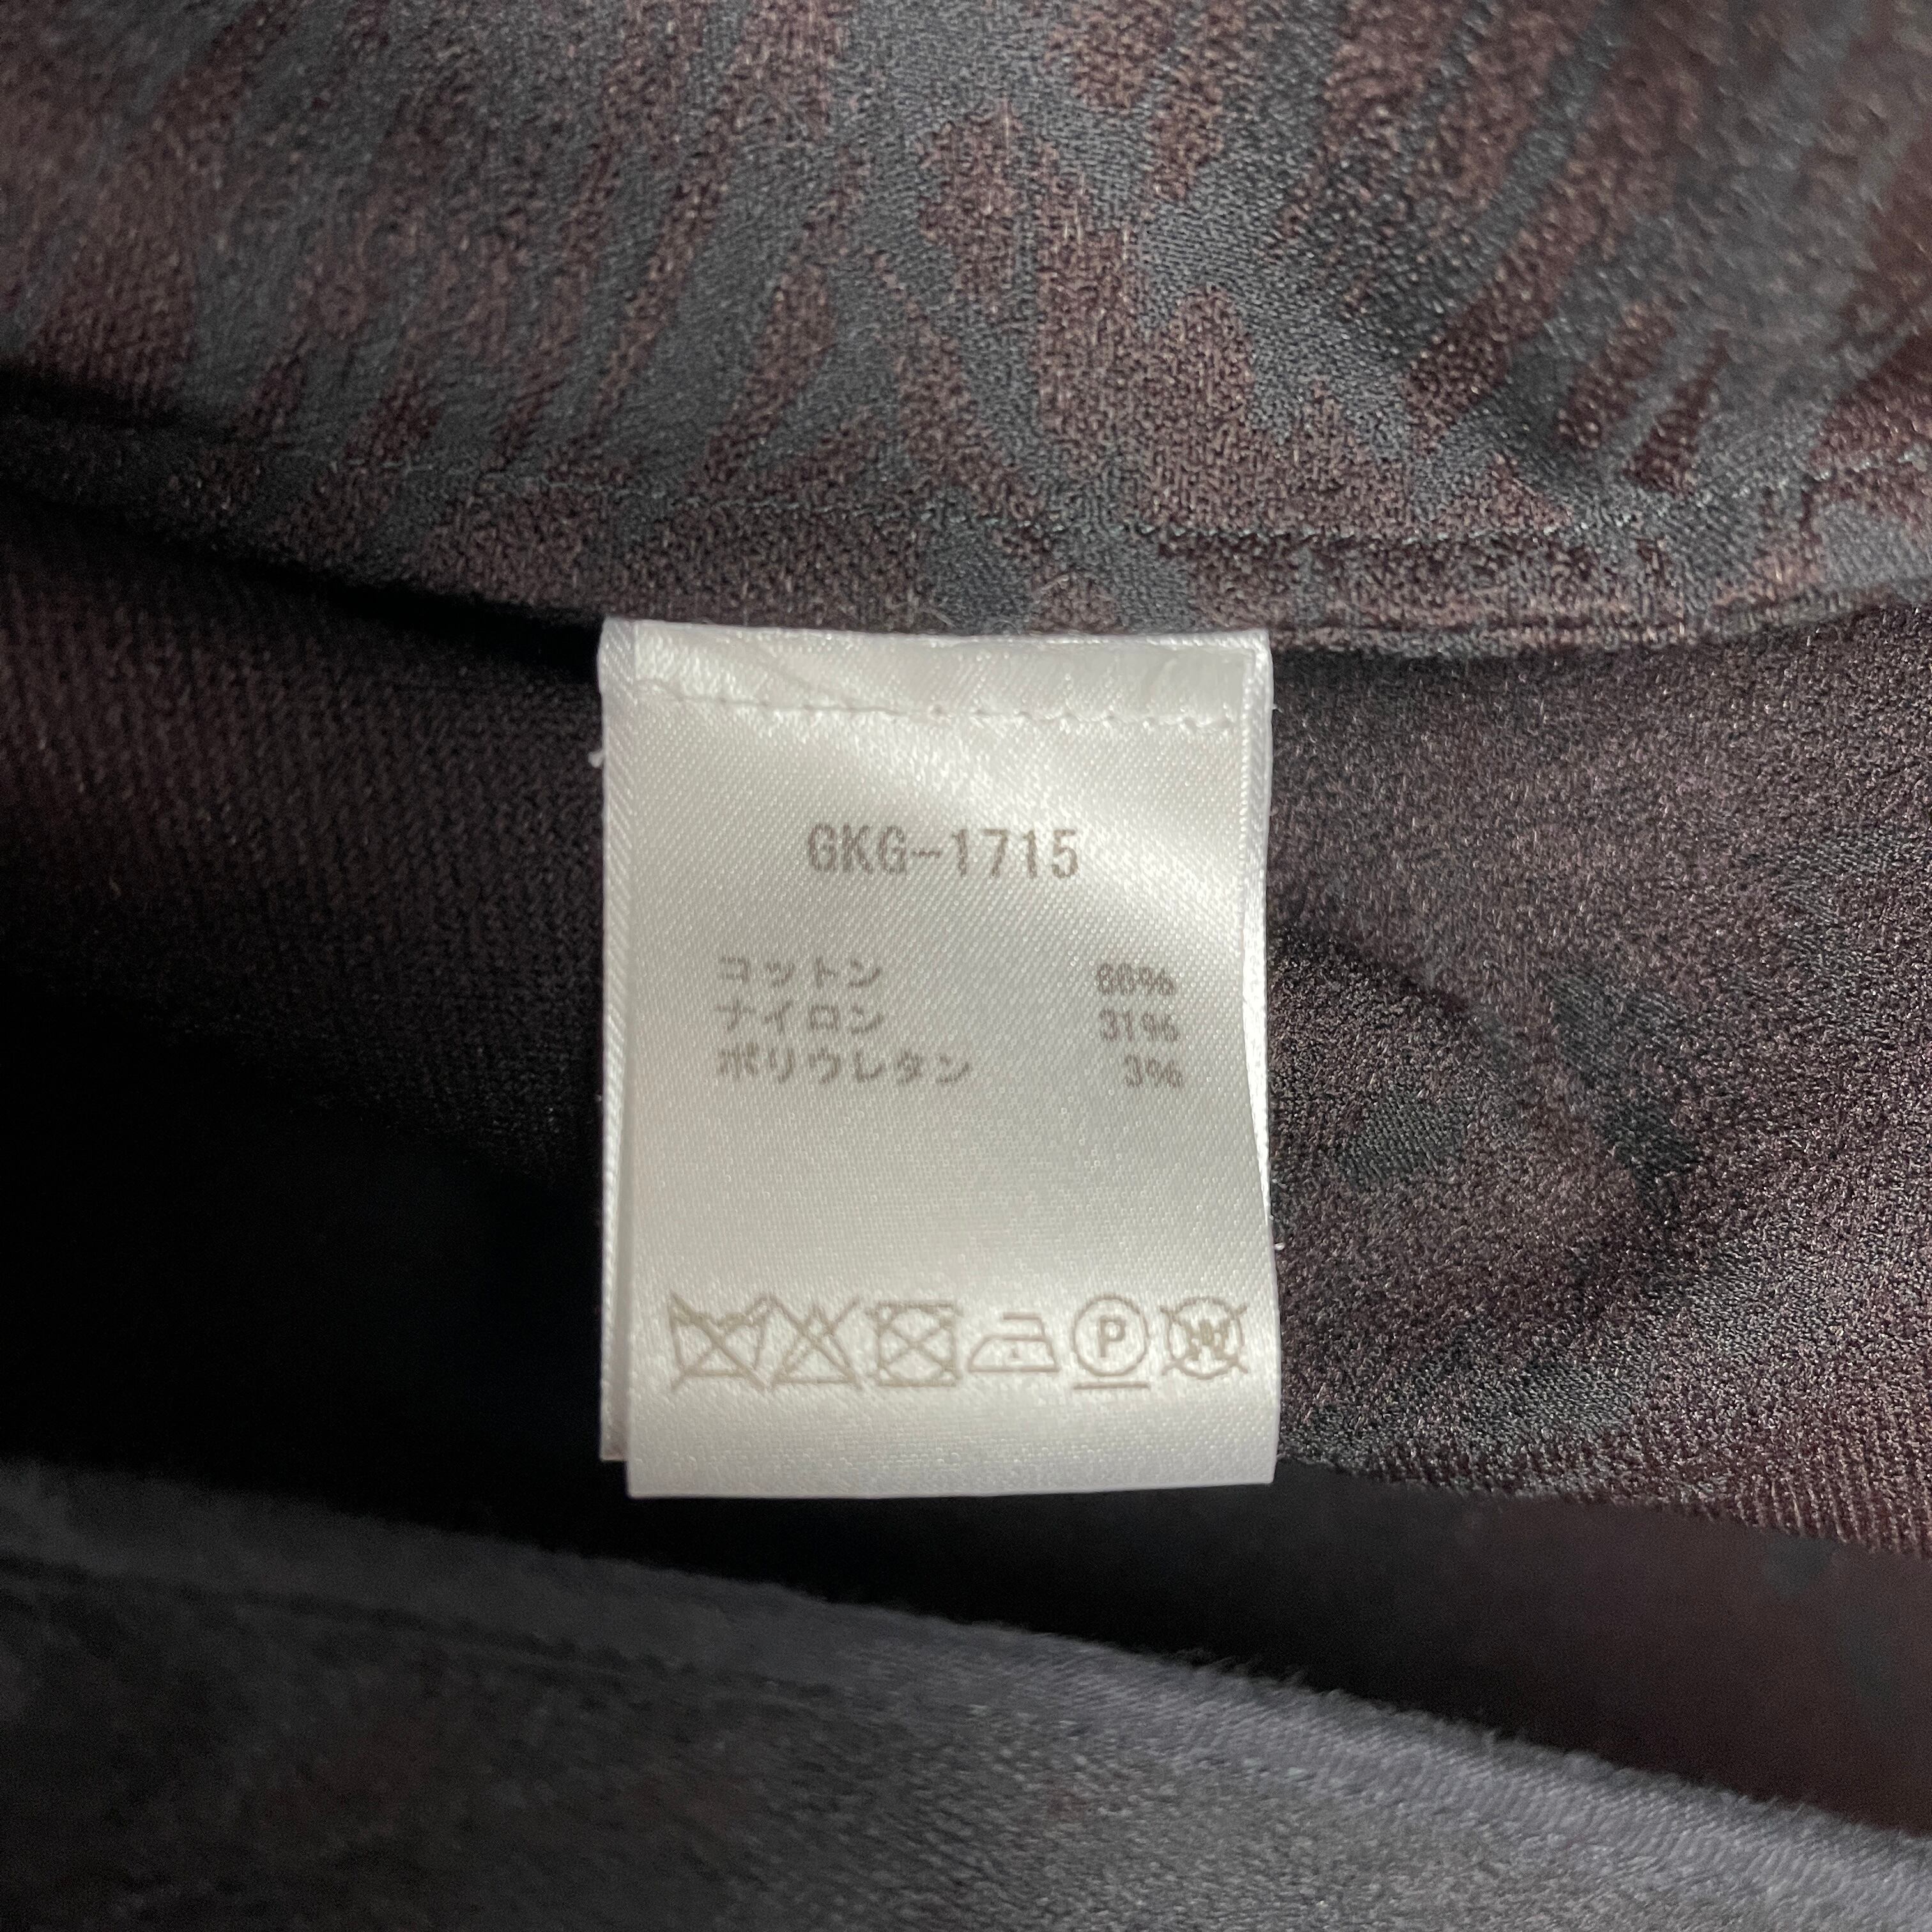 GKG-1715
コットン 66%
ナイロン 31%
ポリウレタン 3%
P
W